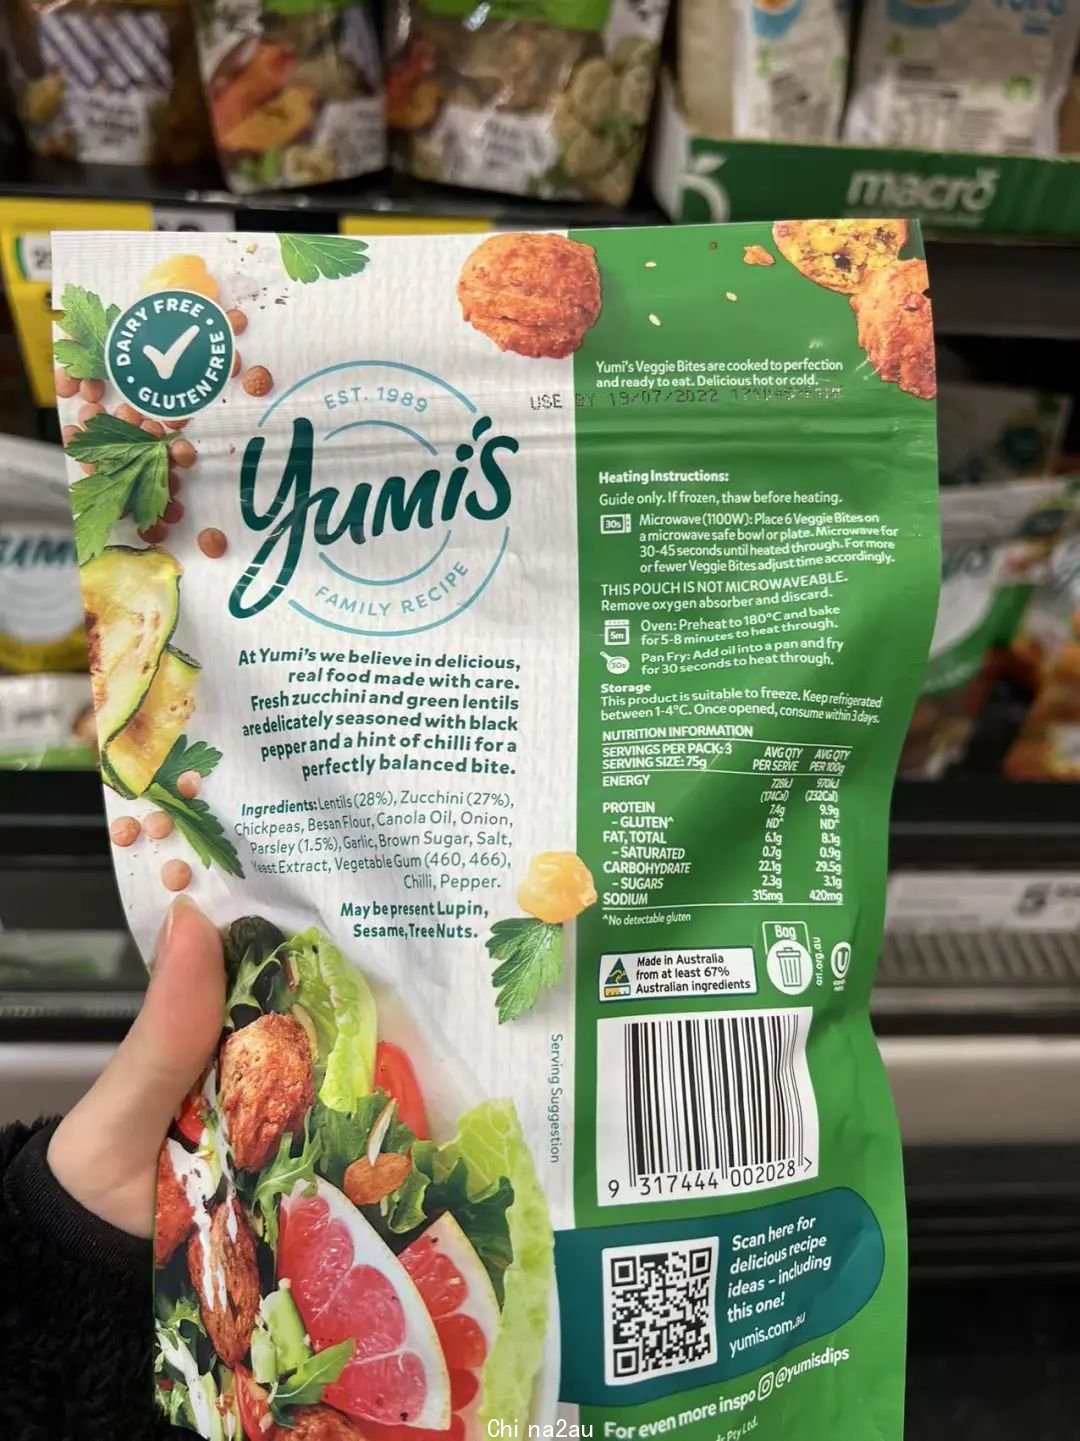 macro
DAIRY FREE
GLUTEN FREE
EST. 1989
Yumi's
FAMILY RECIPE
At Yumi's we believe in delicious,
real food made with care.
Fresh zucchini and green lentils
are delicately seasoned with black
pepper and a hint of chilli for a
perfectly balanced bite.
Ingredients: Lentils (28%), Zucchini (27%),
Chickpeas, Besan Flour, Canola Oil, Onion,
Parsley (1.5%), Garlic, Brown Sugar, Salt,
Yeast Extract, Vegetable Gum (460, 466),
Chilli, Pepper.
May be present Lupin,
Sesame, Tree Nuts.
Serving Suggestion
Yumi's Veggie Bites are cooked to perfection
and ready to eat. Delicious hot or cold.
USE BY 19/07/2022
Heating Instructions:
Guide only. If frozen, thaw before heating.
30s Microwave (1100W): Place 6 Veggie Bites on
a microwave safe bowl or plate. Microwave for
30-45 seconds until heated through. For more
or fewer Veggie Bites adjust time accordingly.
THIS POUCH IS NOT MICROWAVEABLE.
Remove oxygen absorber and discard.
5m Oven: Preheat to 180°C and bake
for 5-8 minutes to heat through.
30s Pan Fry: Add oil into a pan and fry
for 30 seconds to heat through.
Storage
This product is suitable to freeze. Keep refrigerated
between 1-4°C. Once opened, consume within 3 days.
NUTRITION INFORMATION
SERVINGS PER PACK: 3 AVG QTY AVG QTY
SERVING SIZE: 75g PER SERVE PER 100g
ENERGY 728kJ 970kJ
(174Cal) (232Cal)
PROTEIN 7.4g 9.9g
- GLUTEN^ ND^ ND^
FAT, TOTAL 6.1g 8.1g
- SATURATED 0.7g 0.9g
CARBOHYDRATE 22.1g 29.5g
- SUGARS 2.3g 3.1g
SODIUM 315mg 420mg
^No detectable gluten
Made in Australia
from at least 67%
Australian ingredients
Bag
arl.org.au
U
9 317444 002028 >
Scan here for
delicious recipe
ideas - including
this one!
yumis.com.au
For even more inspo @yumisdips
Pty Ltd.
Chi na2au